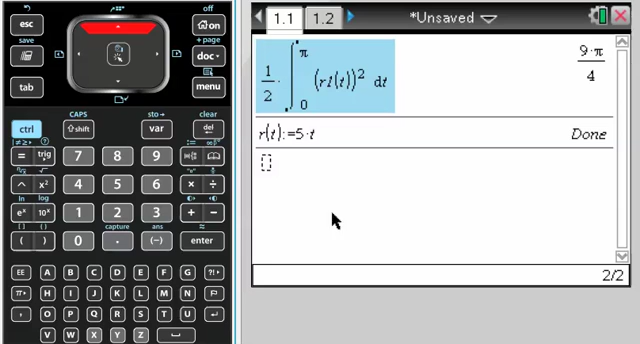 off
esc
on
save
+ page
doc
tab
menu
CAPS
sto→
clear
ctrl
shift
var
del
= trig 7 8 9
^ x² 4 5 6 × ÷
ln log
eˣ 10ˣ 1 2 3 + −
capture ans
( ) 0 . (−) enter
EE A B C D E F G ?!
π H I J K L M N
, O P Q R S T U
V W X Y Z
1.1 1.2 *Unsaved
1/2 · ∫₀^π (r1(t))² dt 9·π/4
r(t):=5·t Done
2/2